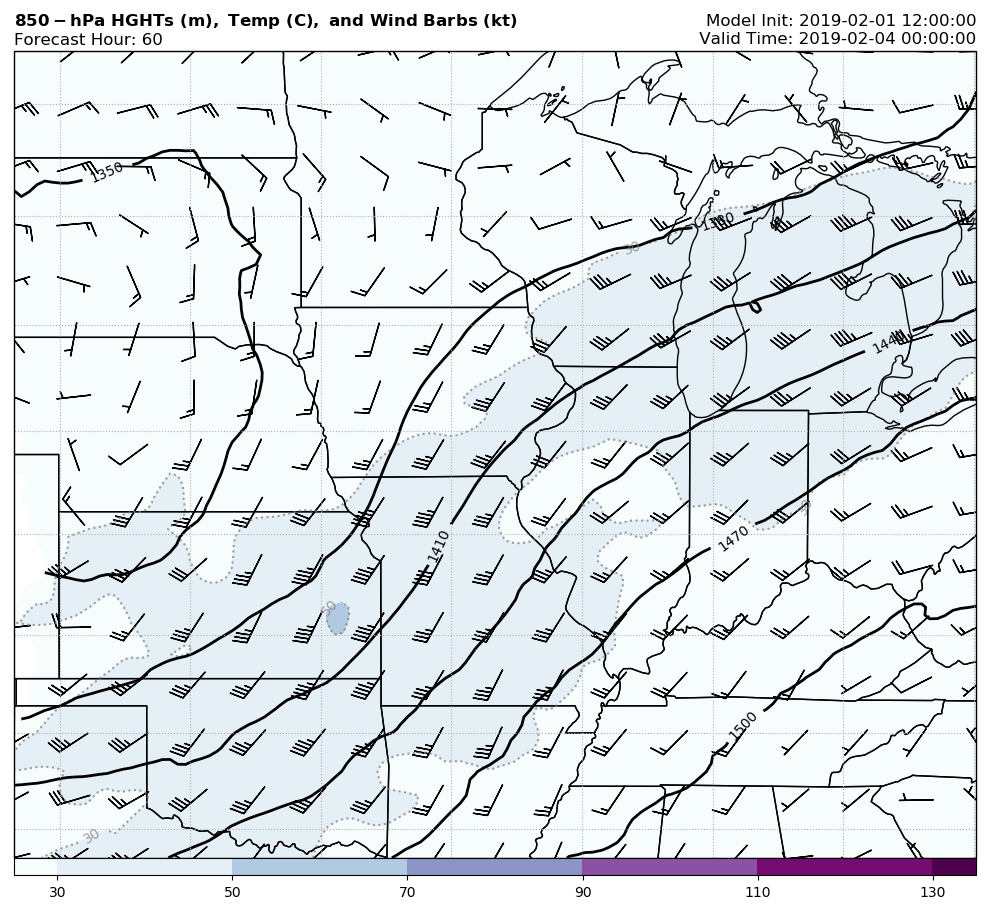 850-hPa HGHTs (m), Temp (C), and Wind Barbs (kt)
Model Init: 2019-02-01 12:00:00
Forecast Hour: 60
Valid Time: 2019-02-04 00:00:00
1350
1380
30
1440
30
1410
1470
50
1500
30
30 50 70 90 110 130